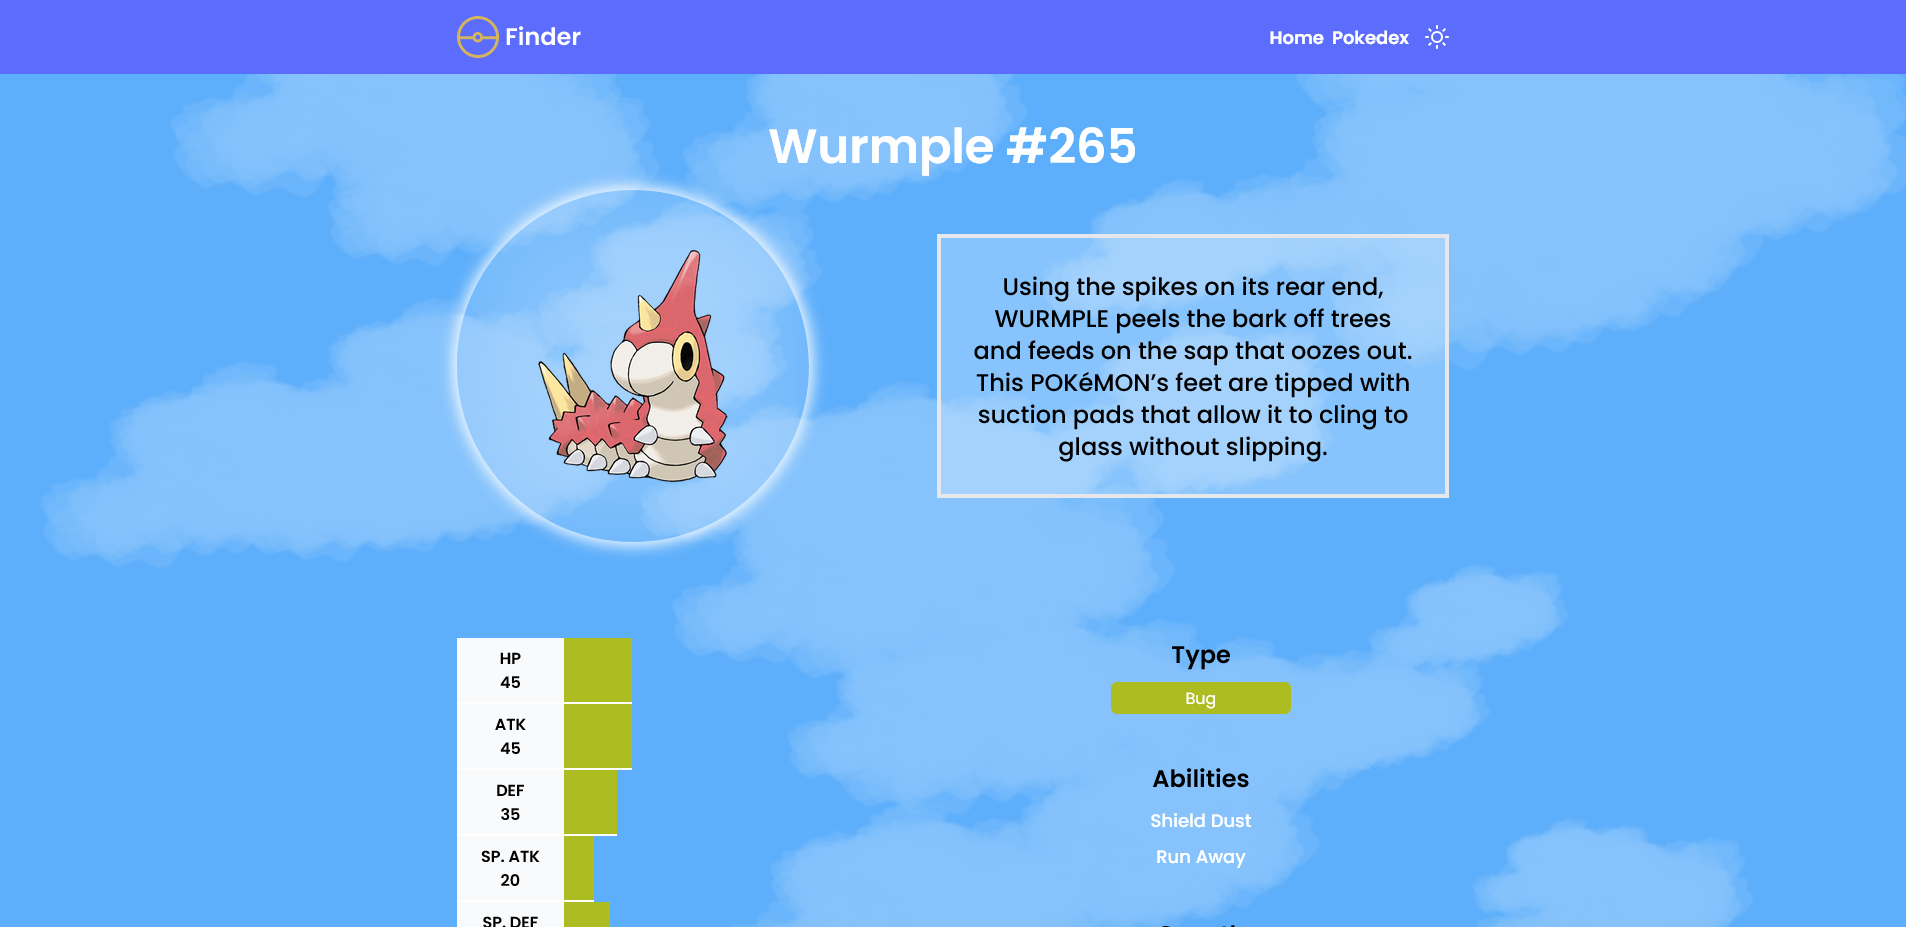 Finder
Home Pokedex
Wurmple #265
Using the spikes on its rear end,
WURMPLE peels the bark off trees
and feeds on the sap that oozes out.
This POKéMON’s feet are tipped with
suction pads that allow it to cling to
glass without slipping.
HP
45
ATK
45
DEF
35
SP. ATK
20
SP. DEF
Type
Bug
Abilities
Shield Dust
Run Away